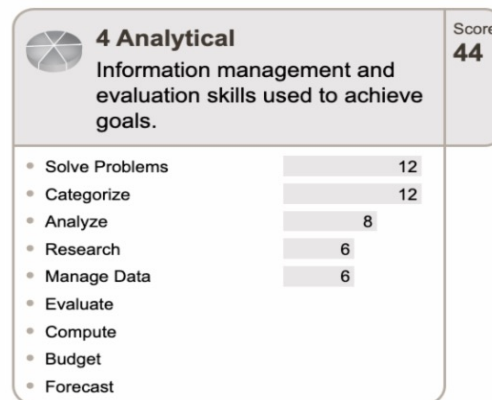 4 Analytical
Information management and
evaluation skills used to achieve
goals.
Score
44
• Solve Problems 12
• Categorize 12
• Analyze 8
• Research 6
• Manage Data 6
• Evaluate
• Compute
• Budget
• Forecast